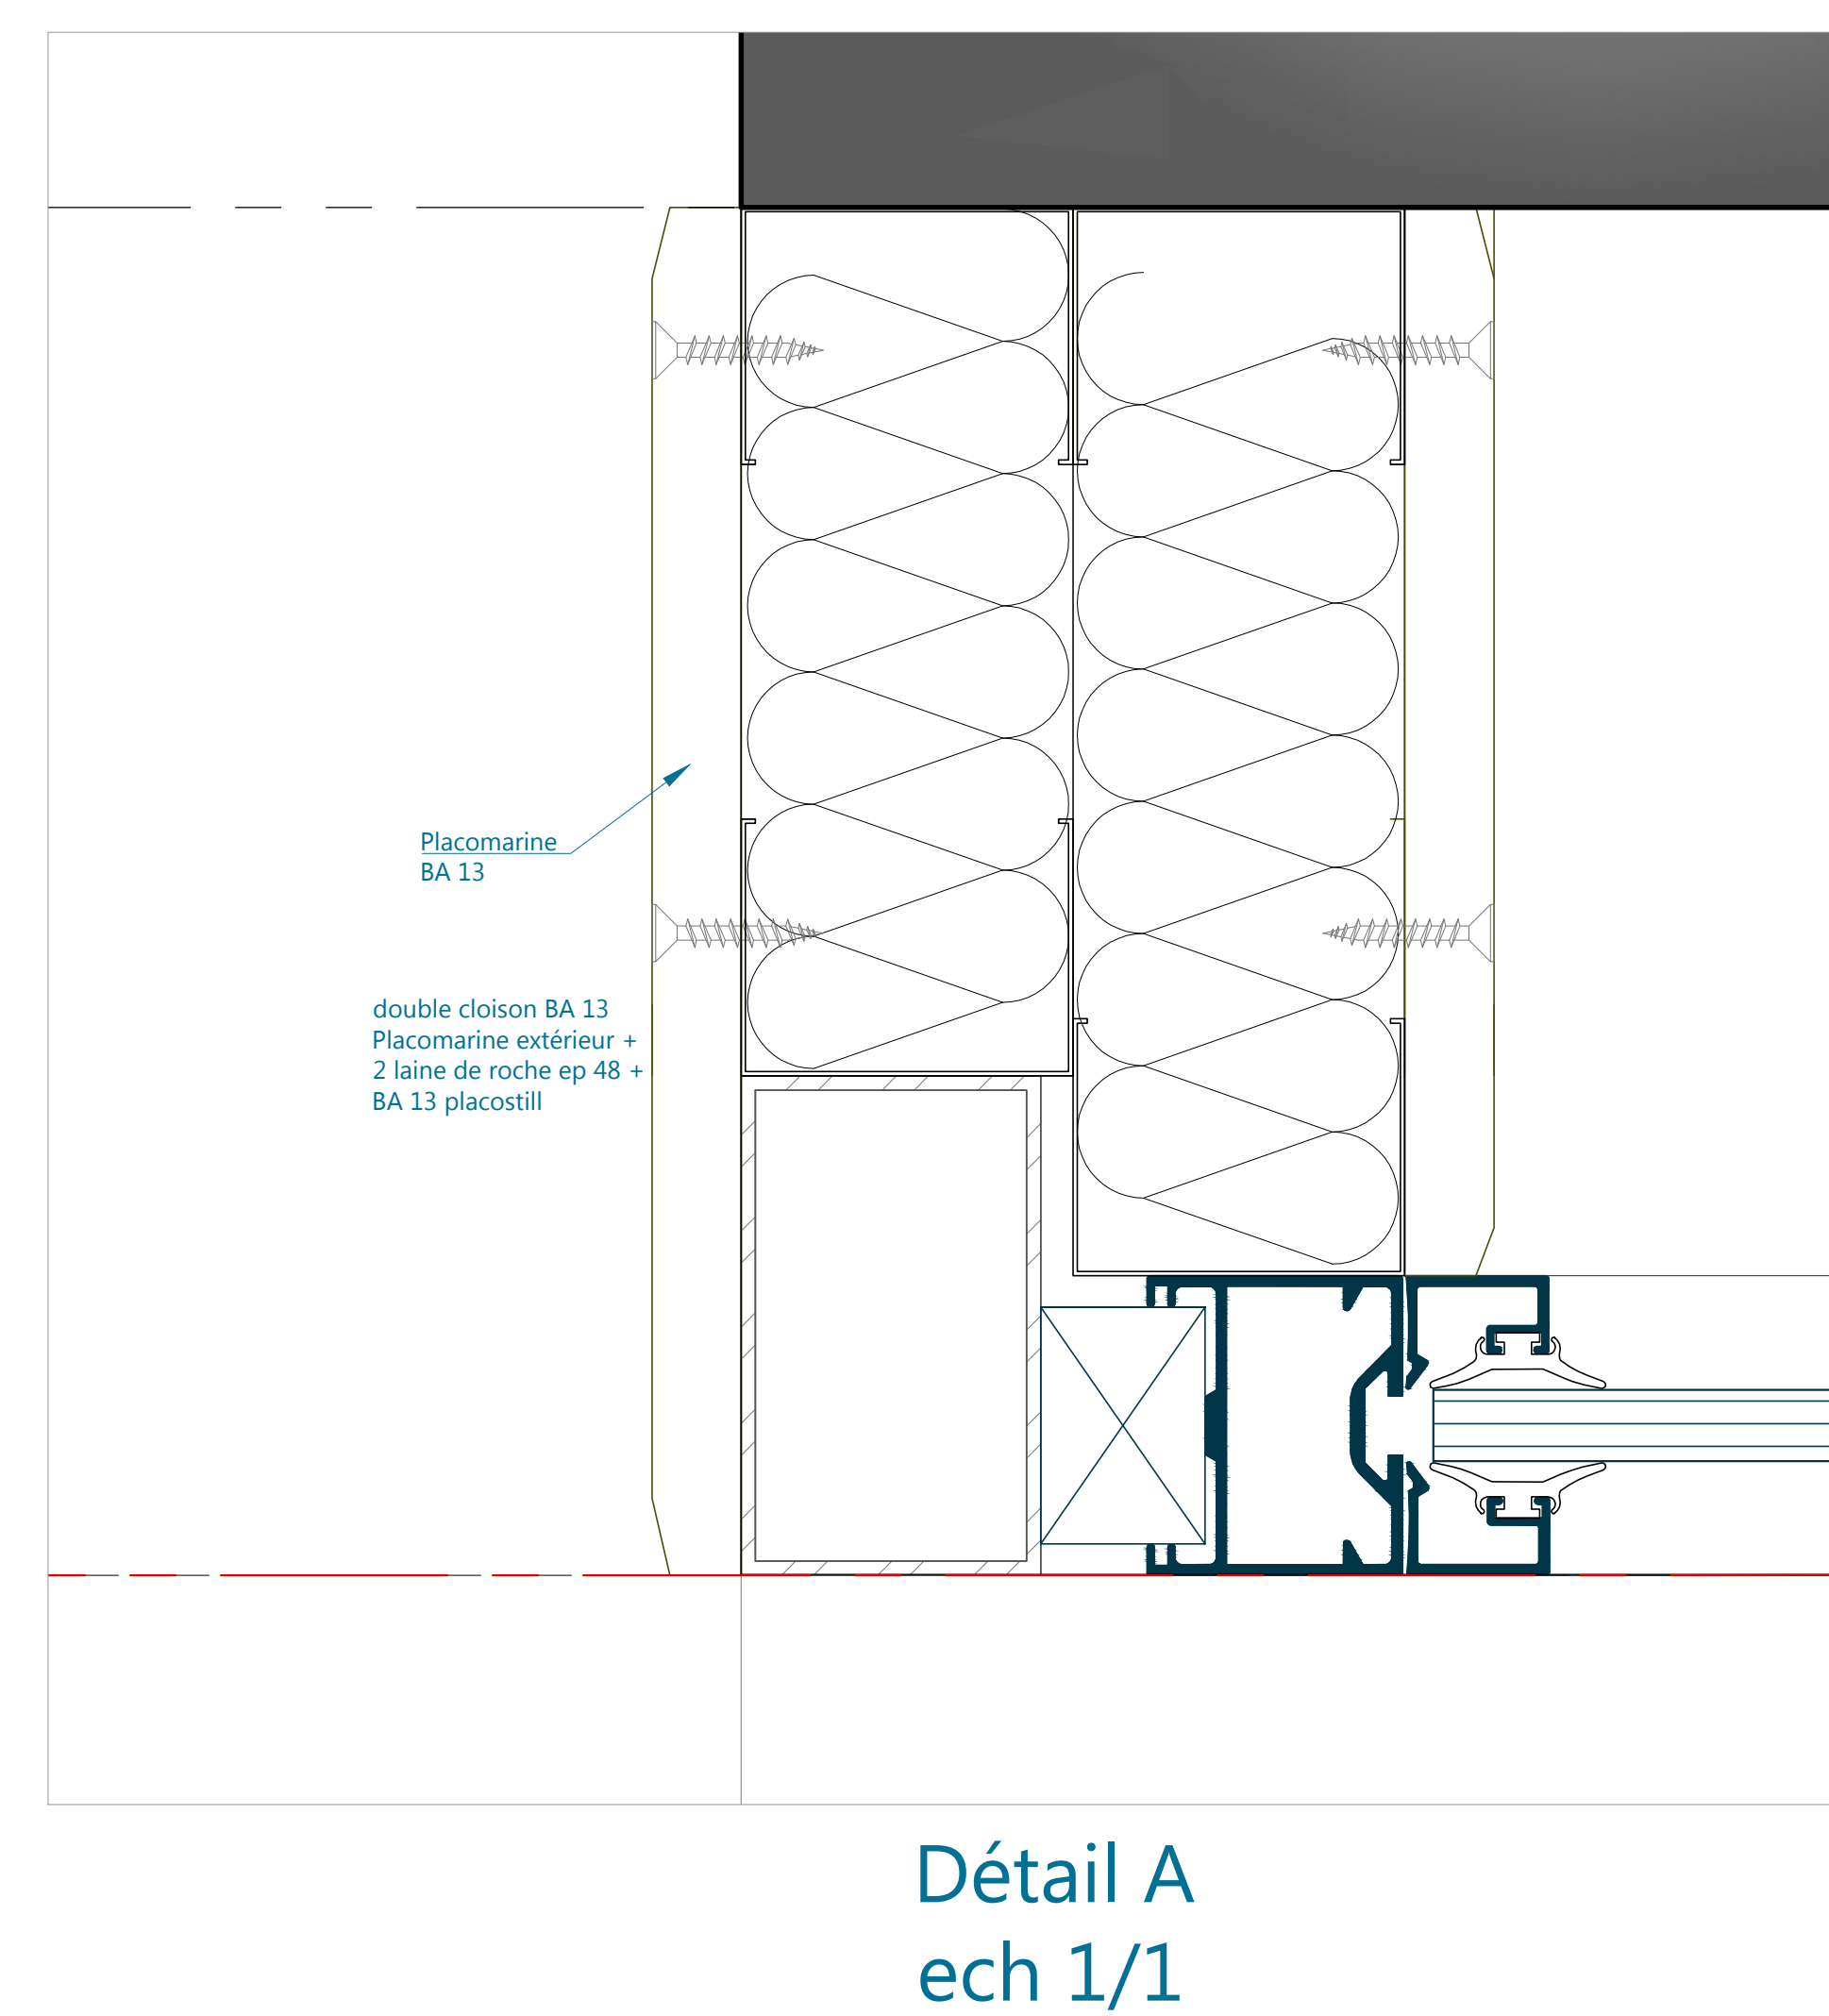 Placomarine
BA 13
double cloison BA 13
Placomarine extérieur +
2 laine de roche ep 48 +
BA 13 placostill
Détail A
ech 1/1